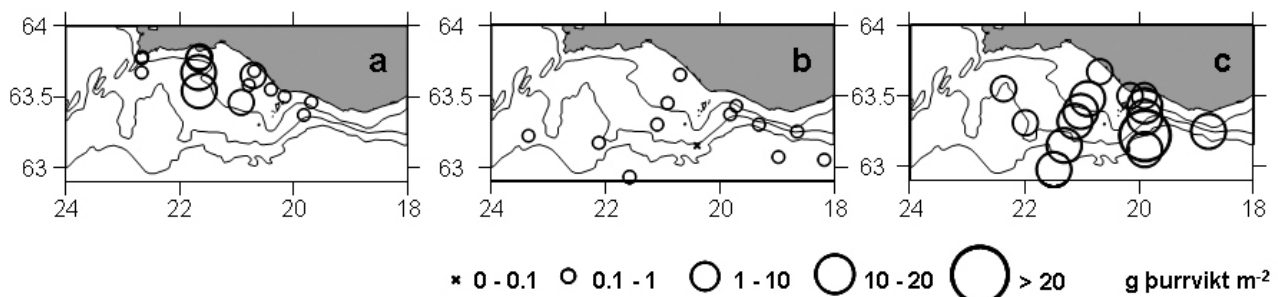 64 a 64 b 64 c
63.5 63.5 63.5
63 63 63
24 22 20 18 24 22 20 18 24 22 20 18
× 0 - 0.1 0.1 - 1 1 - 10 10 - 20 > 20 g þurrvikt m-2